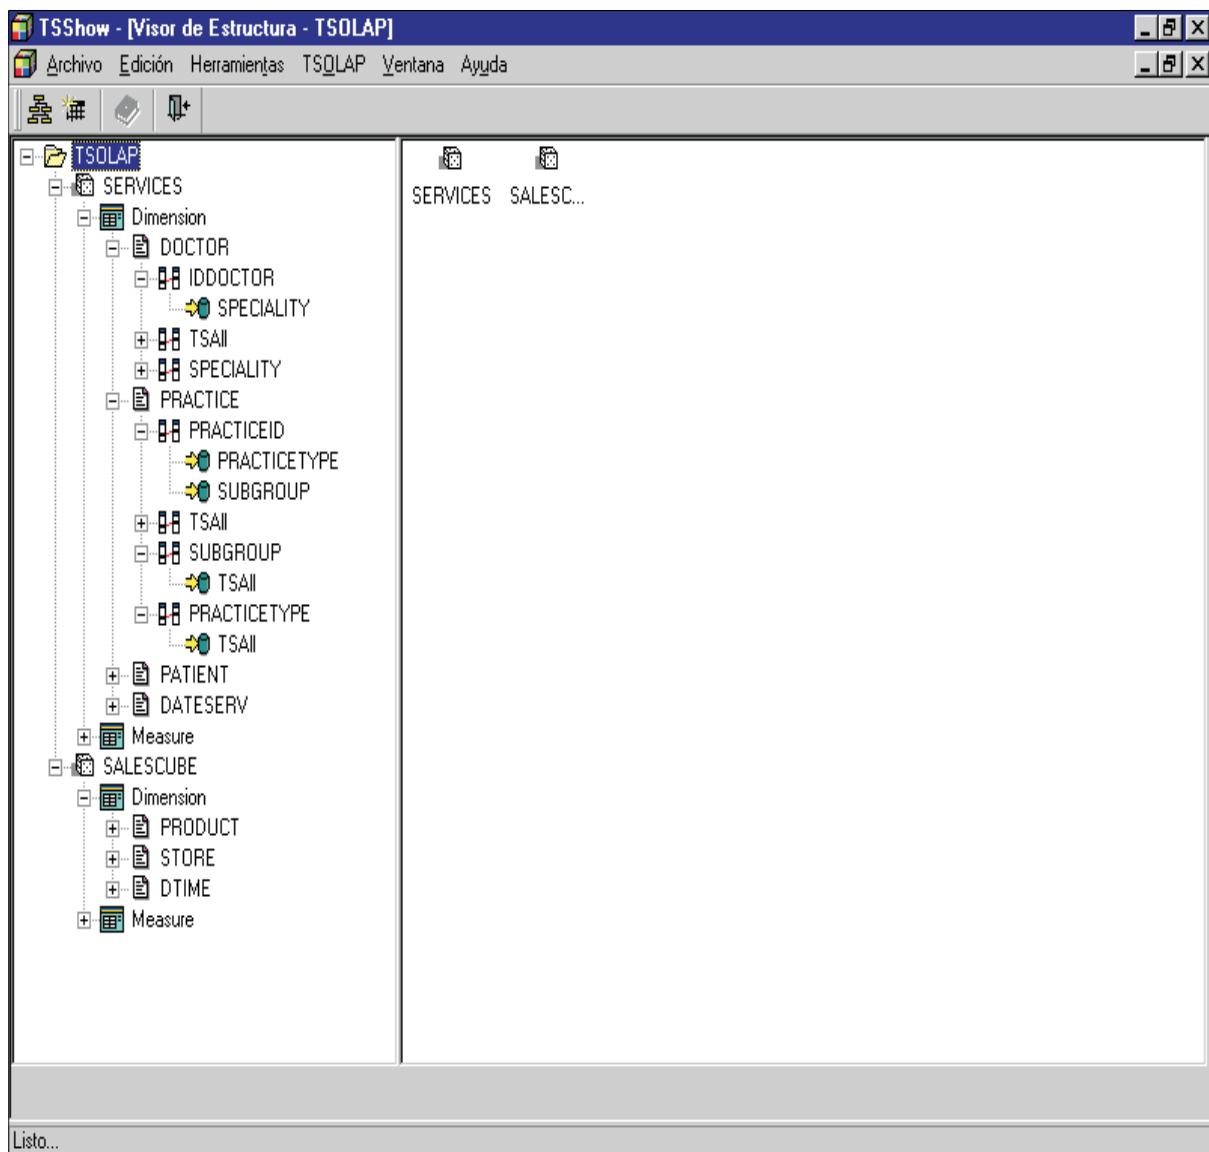 TSShow - [Visor de Estructura - TSOLAP]
Archivo Edición Herramientas TSOLAP Ventana Ayuda
TSOLAP
SERVICES
Dimension
DOCTOR
IDDOCTOR
SPECIALITY
TSAll
SPECIALITY
PRACTICE
PRACTICEID
PRACTICETYPE
SUBGROUP
TSAll
SUBGROUP
TSAll
PRACTICETYPE
TSAll
PATIENT
DATESERV
Measure
SALESCUBE
Dimension
PRODUCT
STORE
DTIME
Measure
SERVICES SALESC...
Listo...